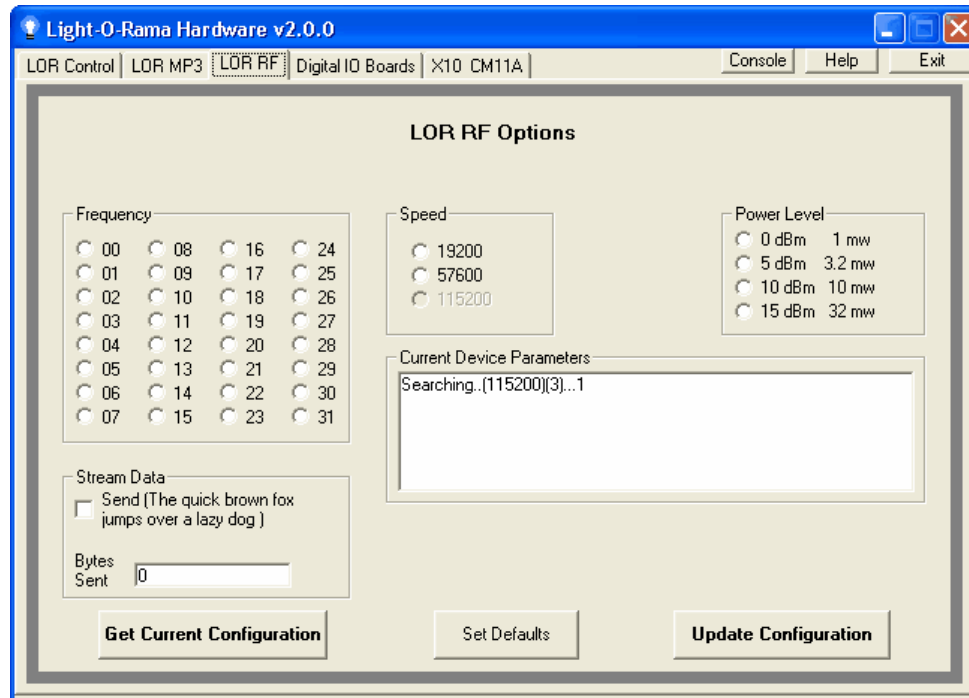 Light-O-Rama Hardware v2.0.0
LOR Control LOR MP3 LOR RF Digital IO Boards X10 CM11A Console Help Exit
LOR RF Options
Frequency
00 08 16 24
01 09 17 25
02 10 18 26
03 11 19 27
04 12 20 28
05 13 21 29
06 14 22 30
07 15 23 31
Speed
19200
57600
115200
Power Level
0 dBm 1 mw
5 dBm 3.2 mw
10 dBm 10 mw
15 dBm 32 mw
Current Device Parameters
Searching..(115200)(3)...1
Stream Data
Send (The quick brown fox
jumps over a lazy dog )
Bytes
Sent 0
Get Current Configuration Set Defaults Update Configuration